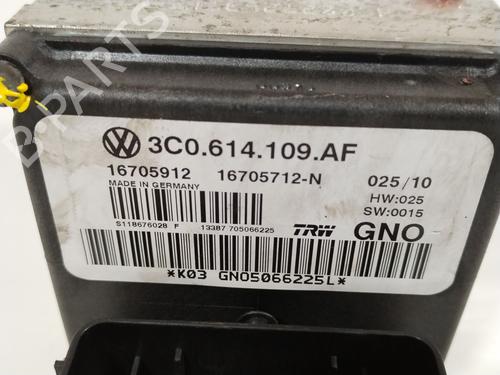 3C0.614.109.AF
16705912 16705712-N 025/10
MADE IN GERMANY HW:025
SW:0015
S118676028 F 13387 705066225 TRW GNO
*K03 GNO5066225L*
B-PARTS